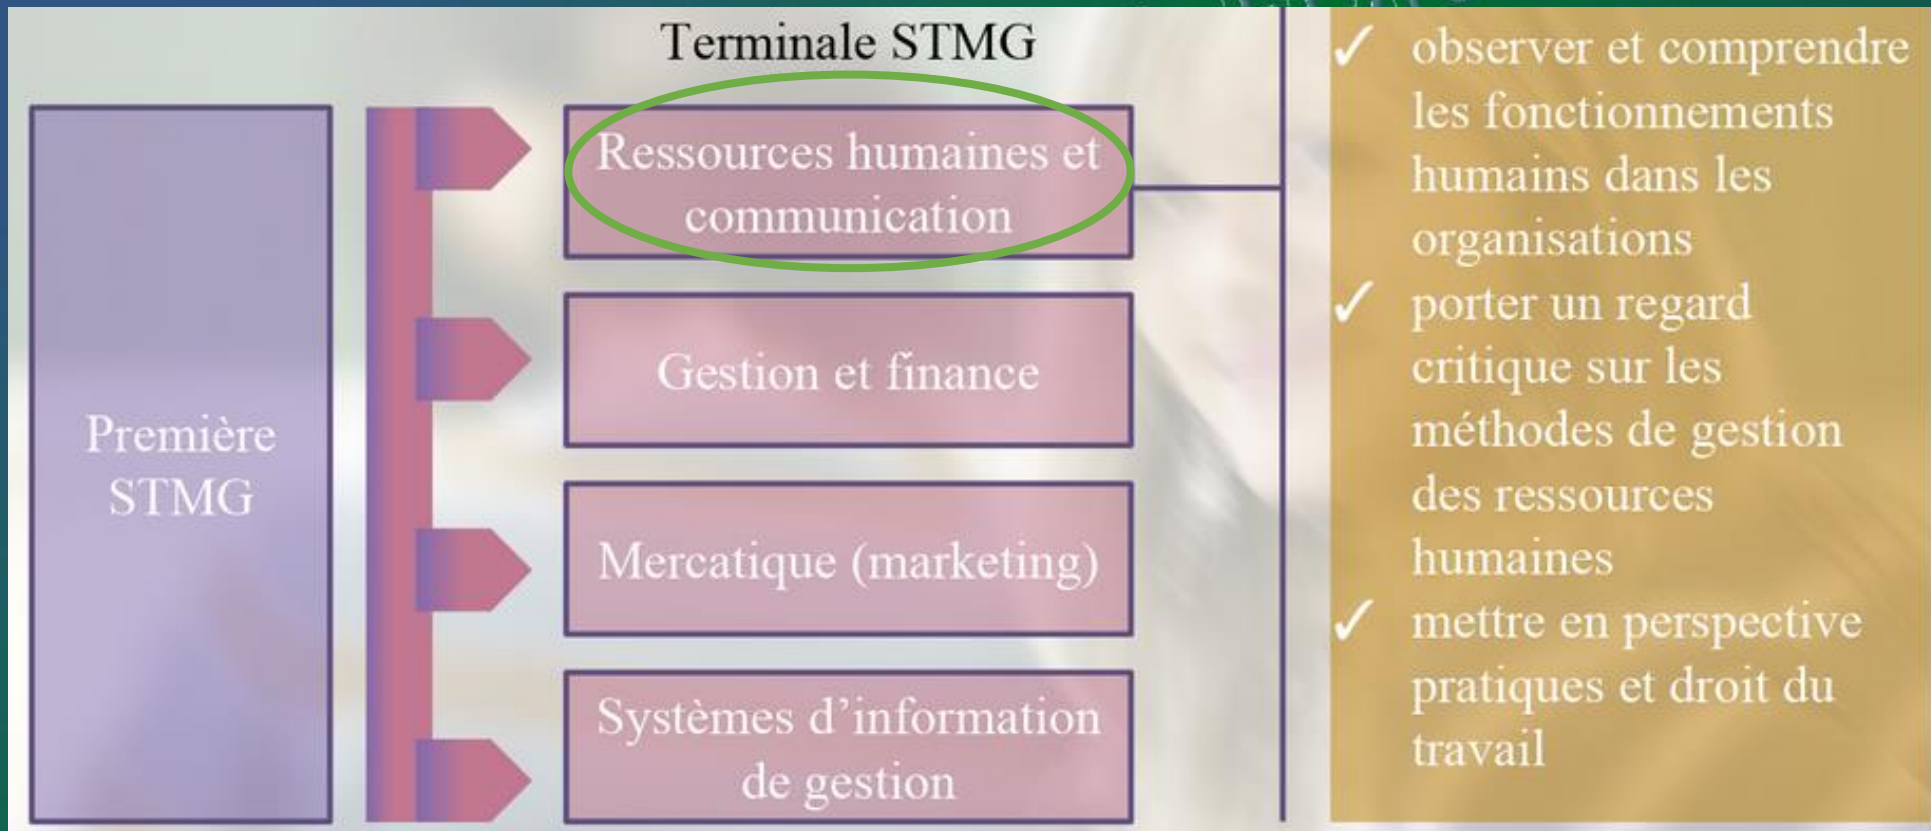 Terminale STMG
Première
STMG
Ressources humaines et
communication
Gestion et finance
Mercatique (marketing)
Systèmes d’information
de gestion
✓ observer et comprendre
les fonctionnements
humains dans les
organisations
✓ porter un regard
critique sur les
méthodes de gestion
des ressources
humaines
✓ mettre en perspective
pratiques et droit du
travail